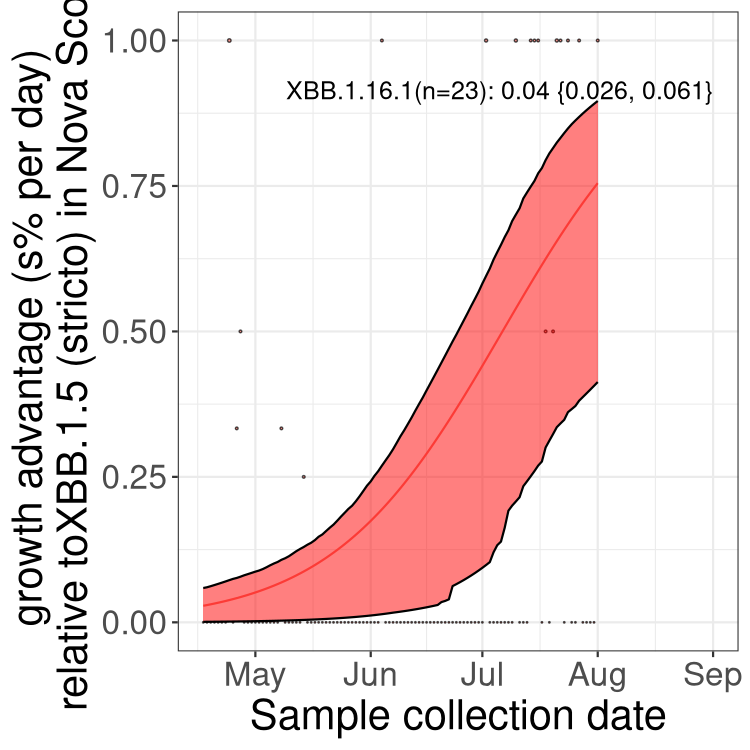 growth advantage (s% per day)
relative toXBB.1.5 (stricto) in Nova Sco
1.00
0.75
0.50
0.25
0.00
XBB.1.16.1(n=23): 0.04 {0.026, 0.061}
May Jun Jul Aug Sep
Sample collection date